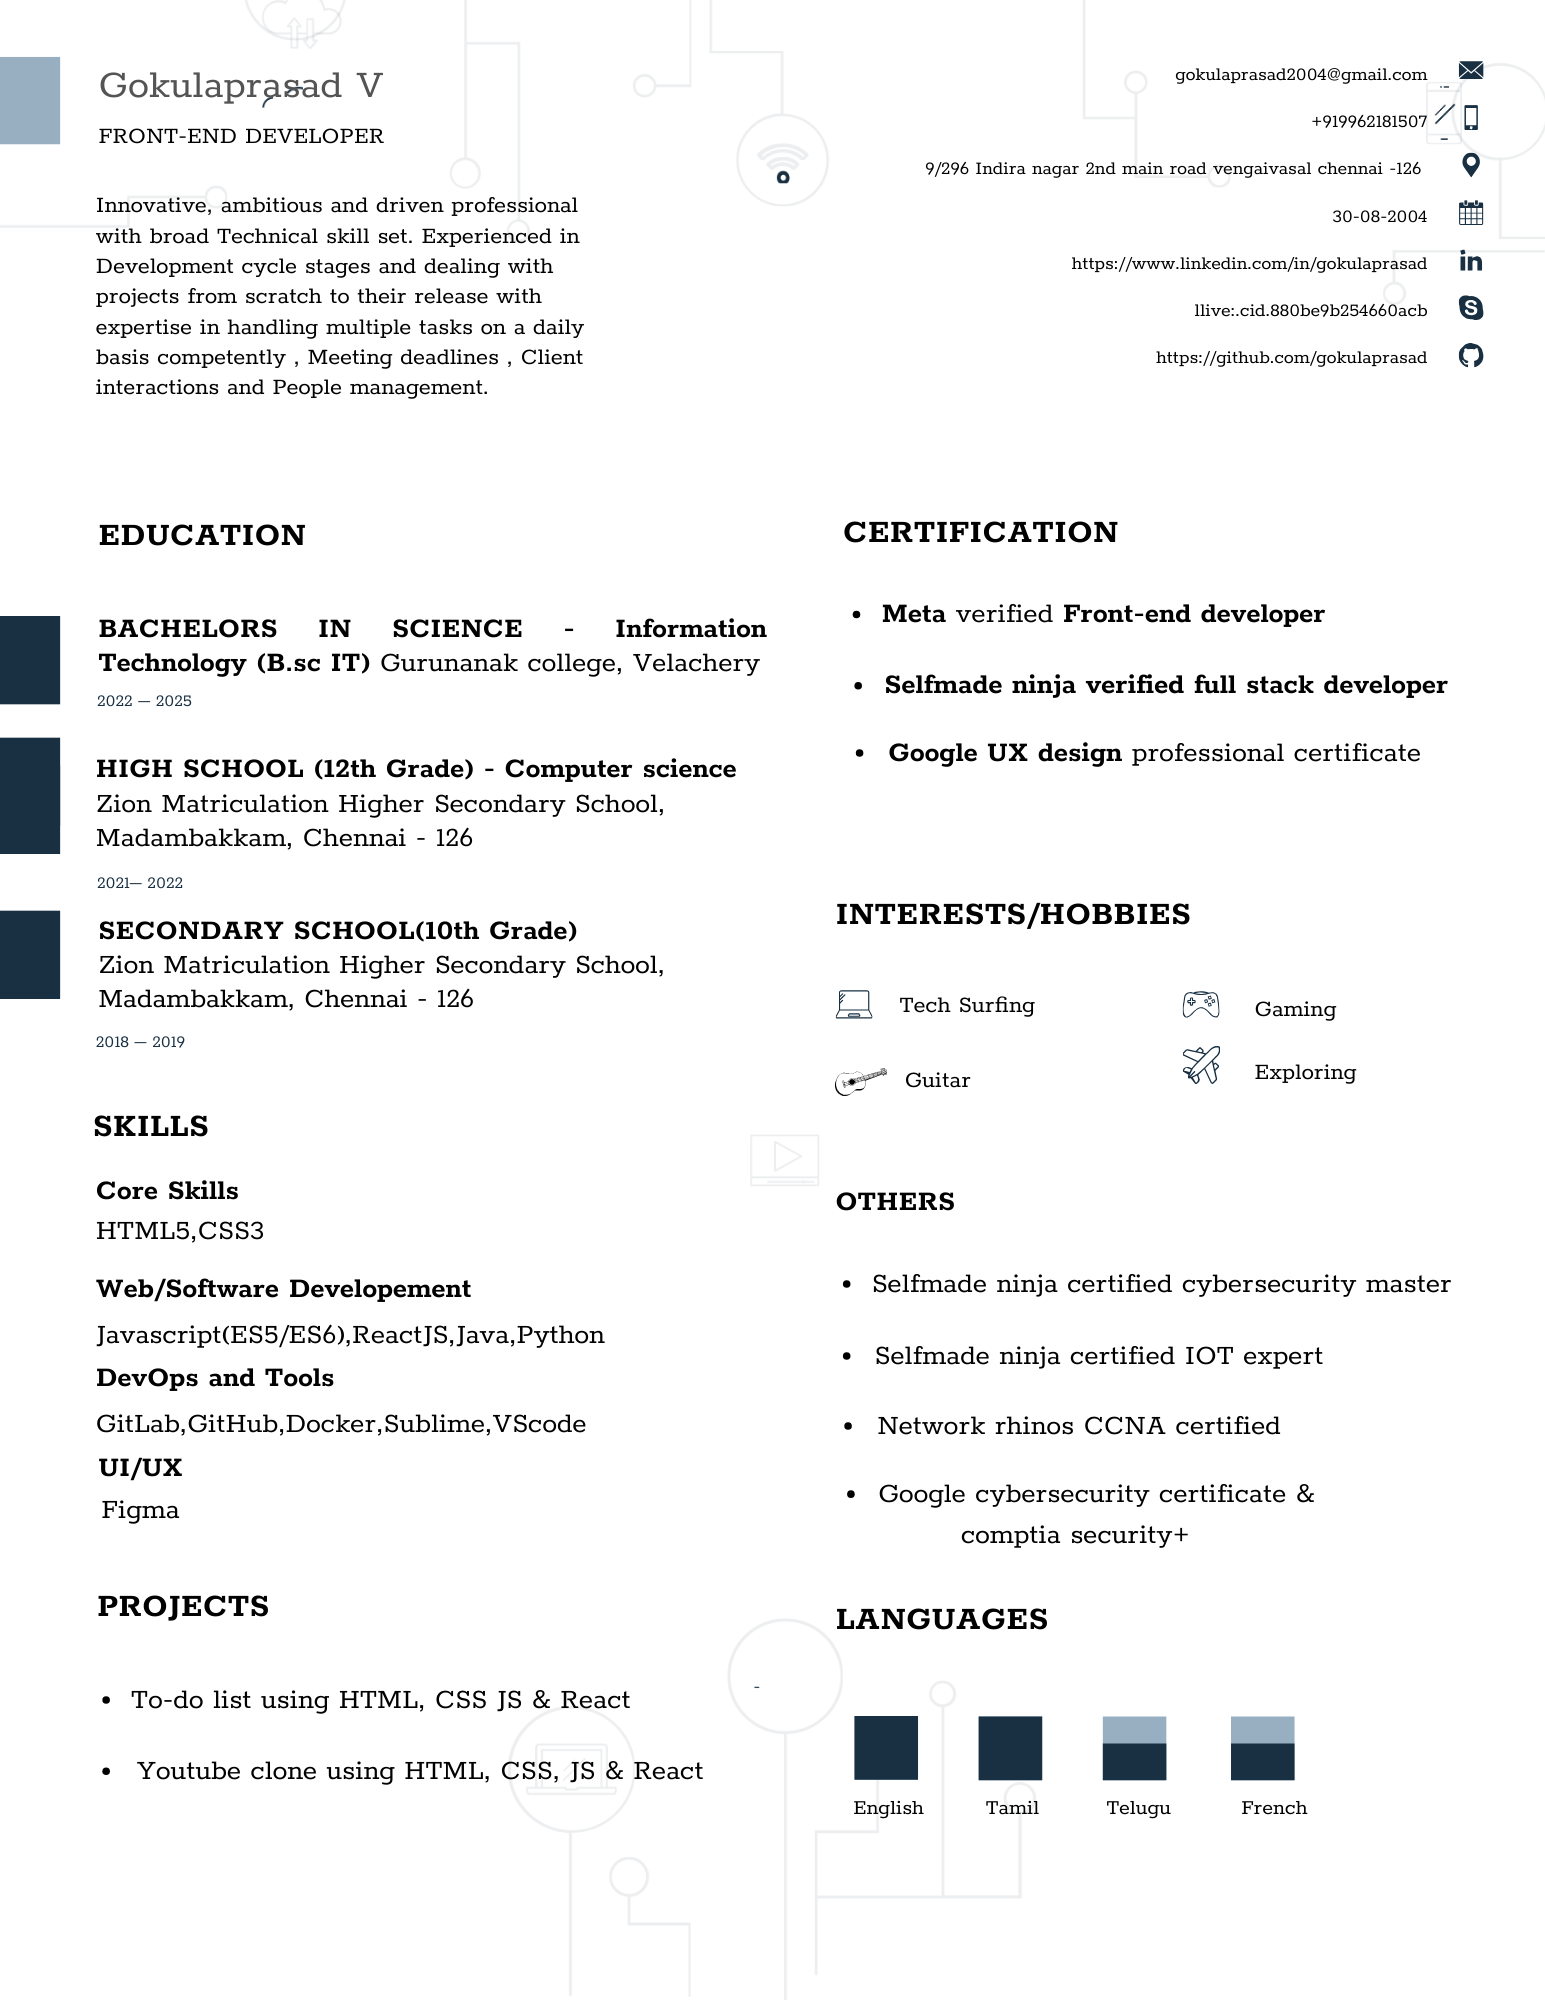 Gokulaprasad V
FRONT-END DEVELOPER
Innovative, ambitious and driven professional
with broad Technical skill set. Experienced in
Development cycle stages and dealing with
projects from scratch to their release with
expertise in handling multiple tasks on a daily
basis competently , Meeting deadlines , Client
interactions and People management.
gokulaprasad2004@gmail.com
+919962181507
9/296 Indira nagar 2nd main road vengaivasal chennai -126
30-08-2004
https://www.linkedin.com/in/gokulaprasad
llive:.cid.880be9b254660acb
https://github.com/gokulaprasad
EDUCATION
BACHELORS IN SCIENCE - Information
Technology (B.sc IT) Gurunanak college, Velachery
2022 — 2025
HIGH SCHOOL (12th Grade) - Computer science
Zion Matriculation Higher Secondary School,
Madambakkam, Chennai - 126
2021— 2022
SECONDARY SCHOOL(10th Grade)
Zion Matriculation Higher Secondary School,
Madambakkam, Chennai - 126
2018 — 2019
SKILLS
Core Skills
HTML5,CSS3
Web/Software Developement
Javascript(ES5/ES6),ReactJS,Java,Python
DevOps and Tools
GitLab,GitHub,Docker,Sublime,VScode
UI/UX
Figma
PROJECTS
• To-do list using HTML, CSS JS & React
• Youtube clone using HTML, CSS, JS & React
CERTIFICATION
• Meta verified Front-end developer
• Selfmade ninja verified full stack developer
• Google UX design professional certificate
INTERESTS/HOBBIES
Tech Surfing
Gaming
Guitar
Exploring
OTHERS
• Selfmade ninja certified cybersecurity master
• Selfmade ninja certified IOT expert
• Network rhinos CCNA certified
• Google cybersecurity certificate &
comptia security+
LANGUAGES
-
English Tamil Telugu French